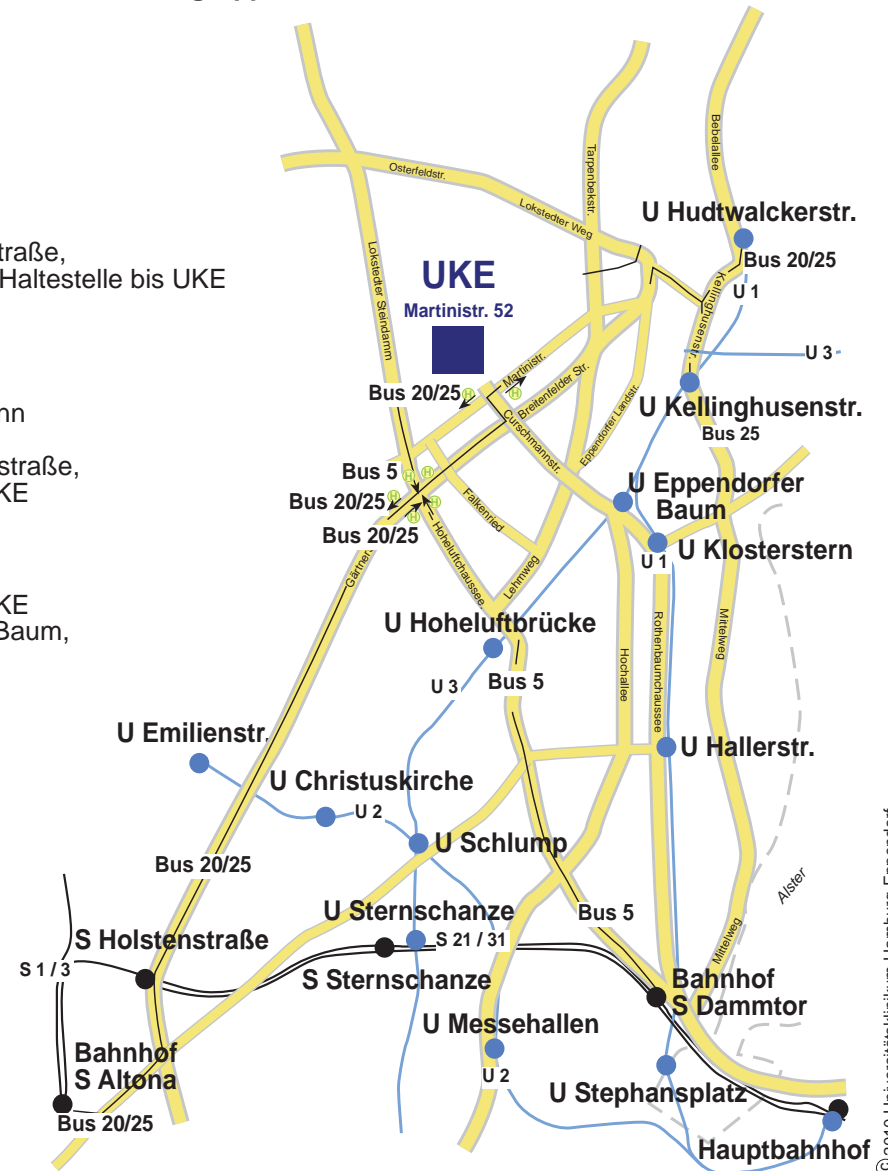 Osterfeldstr.
Tarpenbekstr.
Bebelallee
Lokstedter Weg
U Hudtwalckerstr.
Bus 20/25
U 1
traße,
Haltestelle bis UKE
Lokstedter Steindamm
UKE
Martinistr. 52
Kellinghusenstr.
U 3
Martinistr.
Bus 20/25
H
H
Breitenfelder Str.
U Kellinghusenstr.
Bus 25
nn
Curschmannstr.
Eppendorfer Landstr.
straße,
KE
Bus 5
H
H
Bus 20/25
H
H
H
Bus 20/25
Falkenried
U Eppendorfer
Baum
U Klosterstern
U 1
Gärtners
Hoheluftchaussee
Lehmweg
KE
Baum,
U Hoheluftbrücke
Rothenbaumchaussee
Mittelweg
Hochallee
U 3
Bus 5
U Emilienstr.
U Hallerstr.
U Christuskirche
U 2
U Schlump
Bus 20/25
Alster
U Sternschanze
Bus 5
S Holstenstraße
S 21 / 31
Mittelweg
S 1 / 3
S Sternschanze
Bahnhof
S Dammtor
U Messehallen
Bahnhof
S Altona
U 2
U Stephansplatz
Bus 20/25
Hauptbahnhof